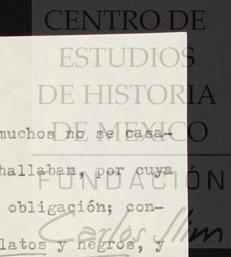 CENTRO DE
ESTUDIOS
DE HISTORIA
DE MEXICO
muchos no se casa-
hallaban, por cuya
FUNDACIÓN
obligación; con-
Carlos Slim
latos y negros, y